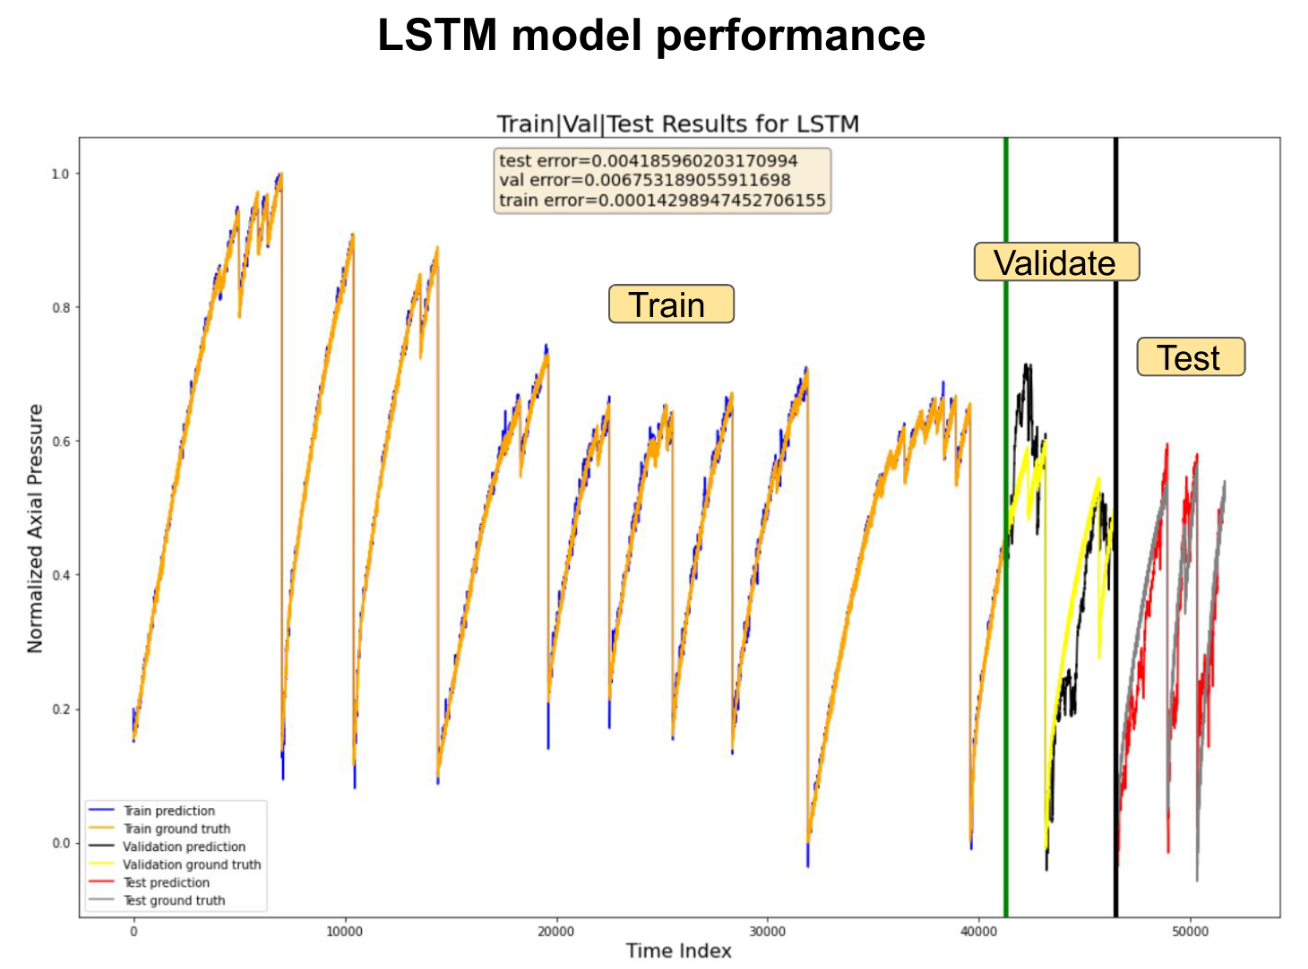 LSTM model performance
Train|Val|Test Results for LSTM
test error=0.004185960203170994
val error=0.006753189055911698
train error=0.00014298947452706155
Validate
Train
Test
Normalized Axial Pressure
1.0
0.8
0.6
0.4
0.2
0.0
Train prediction
Train ground truth
Validation prediction
Validation ground truth
Test prediction
Test ground truth
0
10000
20000
30000
40000
50000
Time Index